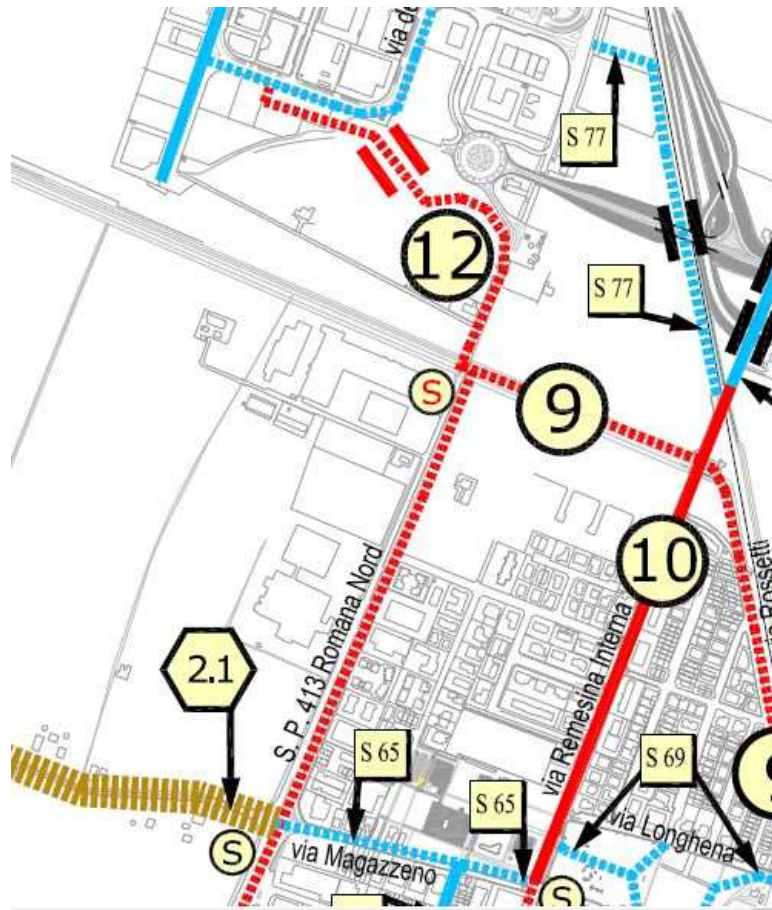 via de
S 77
12
S 77
S
9
10
S. P. 413 Romana Nord
via Remesina Interna
Rossetti
2.1
S 65
S 69
S 65
via Longhena
S
via Magazzeno
S